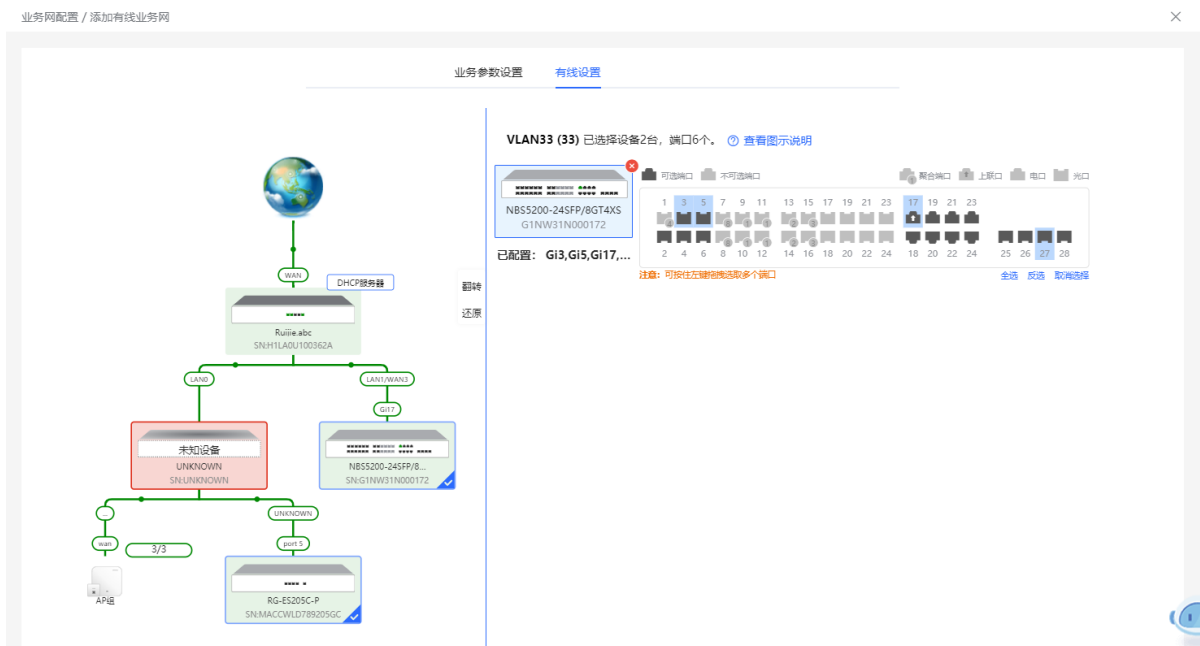 业务网配置 / 添加有线业务网
业务参数设置 有线设置
VLAN33 (33) 已选择设备2台，端口6个。 查看图示说明
可选端口 不可选端口 聚合端口 上联口 电口 光口
NBS5200-24SFP/8GT4XS
G1NW31N000172
已配置： Gi3,Gi5,Gi17,...
1 3 5 7 9 11 13 15 17 19 21 23 17 19 21 23
2 4 6 8 10 12 14 16 18 20 22 24 18 20 22 24 25 26 27 28
注意：可按住左键拖拽选取多个端口
全选 反选 取消选择
翻转
还原
WAN
DHCP服务器
Ruijie.abc
SN:H1LA0U100362A
LAN0
LAN1/WAN3
Gi17
未知设备
UNKNOWN
SN:UNKNOWN
NBS5200-24SFP/8...
SN:G1NW31N000172
...
UNKNOWN
wan
3/3
port 5
AP组
RG-ES205C-P
SN:MACCWLD789205GC